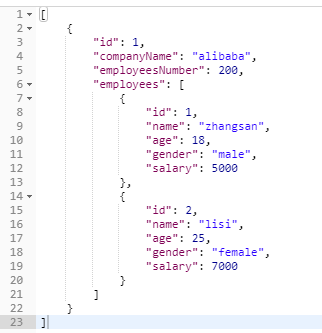 1 [
2 {
3 "id": 1,
4 "companyName": "alibaba",
5 "employeesNumber": 200,
6 "employees": [
7 {
8 "id": 1,
9 "name": "zhangsan",
10 "age": 18,
11 "gender": "male",
12 "salary": 5000
13 },
14 {
15 "id": 2,
16 "name": "lisi",
17 "age": 25,
18 "gender": "female",
19 "salary": 7000
20 }
21 ]
22 }
23 ]